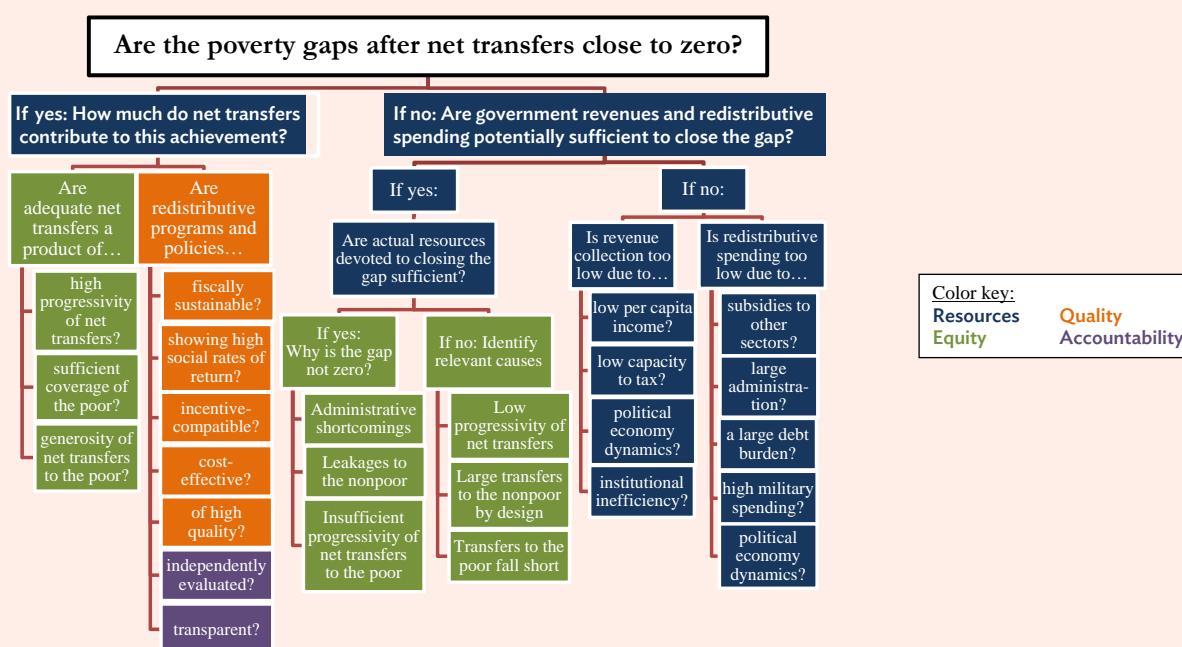 Are the poverty gaps after net transfers close to zero?
If yes: How much do net transfers
contribute to this achievement?
If no: Are government revenues and redistributive
spending potentially sufficient to close the gap?
Are
adequate net
transfers a
product of…
high
progressivity
of net
transfers?
sufficient
coverage of
the poor?
generosity of
net transfers
to the poor?
Are
redistributive
programs and
policies…
fiscally
sustainable?
showing high
social rates of
return?
incentive-
compatible?
cost-
effective?
of high
quality?
independently
evaluated?
transparent?
If yes:
Are actual resources
devoted to closing the
gap sufficient?
If yes:
Why is the gap
not zero?
Administrative
shortcomings
Leakages to
the nonpoor
Insufficient
progressivity of
net transfers
to the poor
If no: Identify
relevant causes
Low
progressivity of
net transfers
Large transfers
to the nonpoor
by design
Transfers to the
poor fall short
If no:
Is revenue
collection too
low due to…
low per capita
income?
low capacity
to tax?
political
economy
dynamics?
institutional
inefficiency?
Is redistributive
spending too
low due to…
subsidies to
other
sectors?
large
administra-
tion?
a large debt
burden?
high military
spending?
political
economy
dynamics?
Color key:
Resources Quality
Equity Accountability